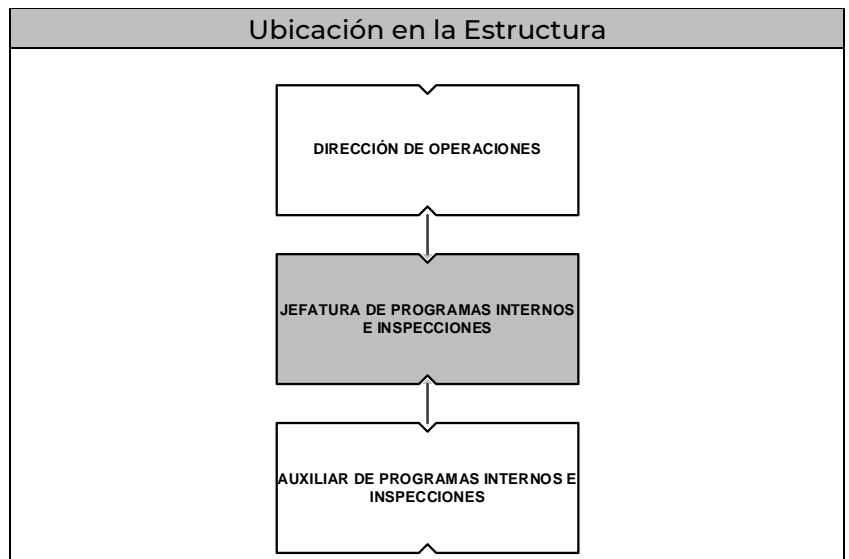 Ubicación en la Estructura
DIRECCIÓN DE OPERACIONES
JEFATURA DE PROGRAMAS INTERNOS
E INSPECCIONES
AUXILIAR DE PROGRAMAS INTERNOS E
INSPECCIONES